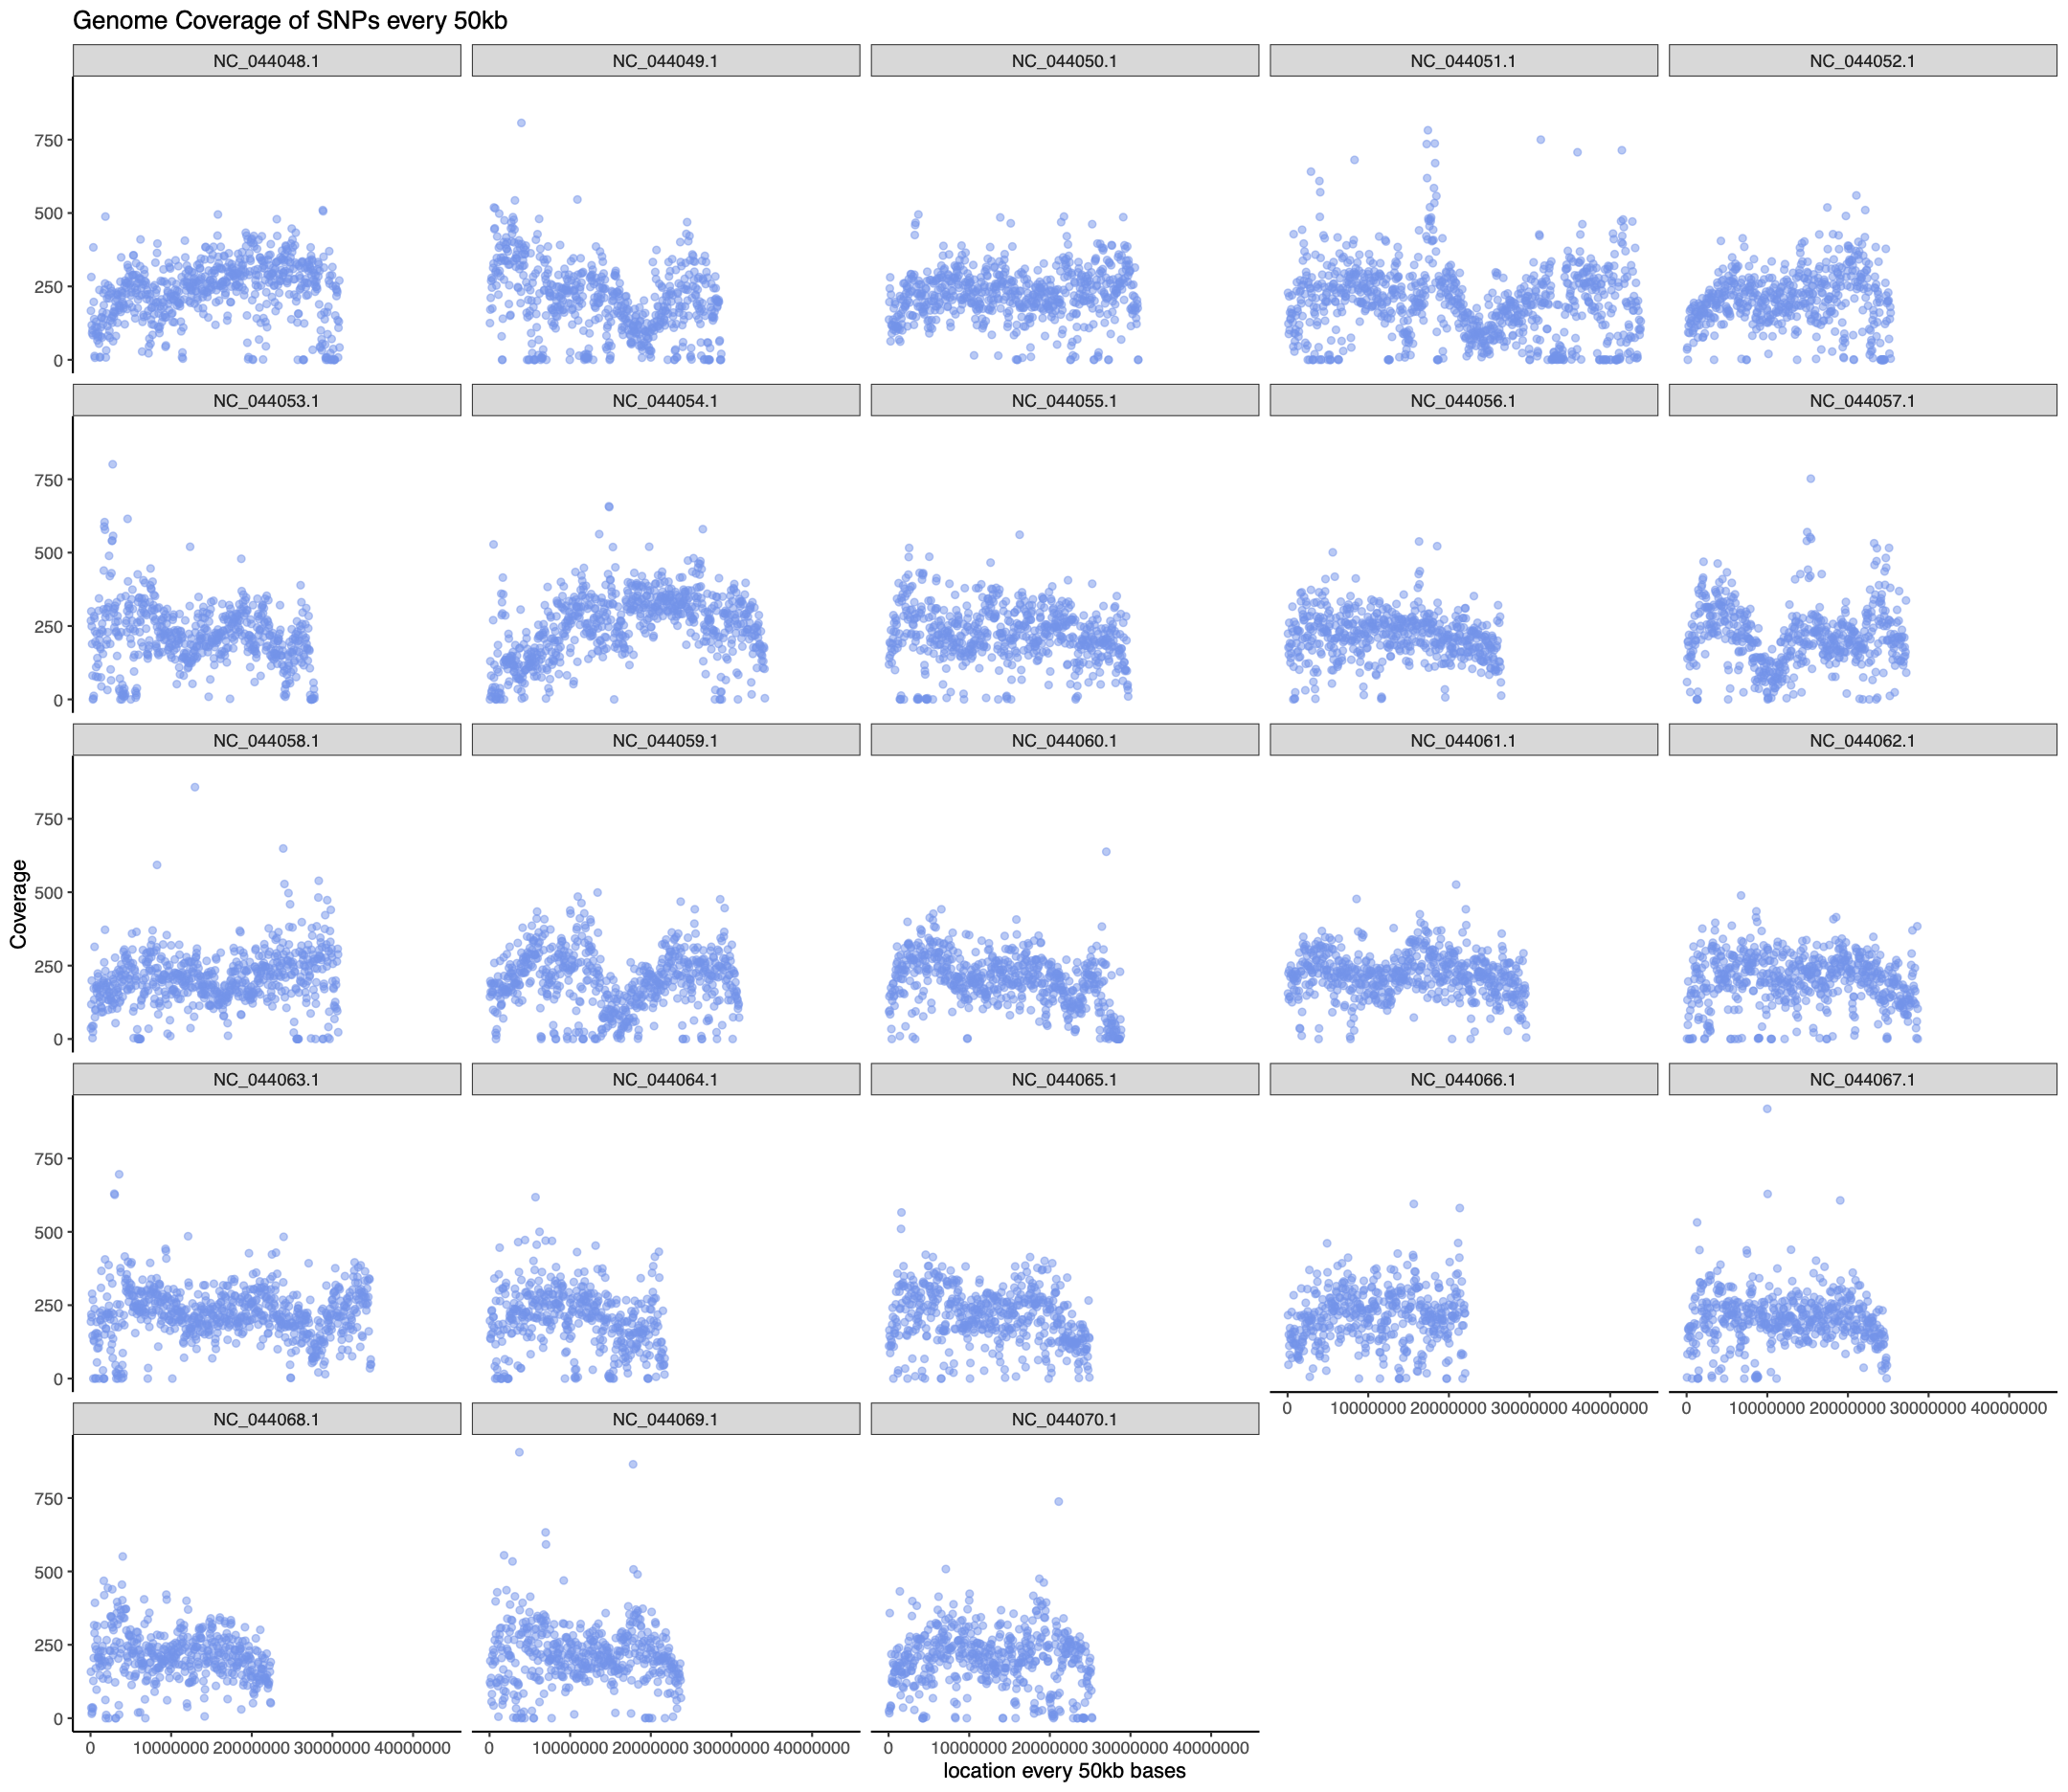 Genome Coverage of SNPs every 50kb
NC_044048.1 NC_044049.1 NC_044050.1 NC_044051.1 NC_044052.1
750
500
250
0
NC_044053.1 NC_044054.1 NC_044055.1 NC_044056.1 NC_044057.1
750
500
250
0
NC_044058.1 NC_044059.1 NC_044060.1 NC_044061.1 NC_044062.1
750
500
250
0
Coverage
NC_044063.1 NC_044064.1 NC_044065.1 NC_044066.1 NC_044067.1
750
500
250
0
0 10000000 20000000 30000000 40000000 0 10000000 20000000 30000000 40000000
NC_044068.1 NC_044069.1 NC_044070.1
750
500
250
0
0 10000000 20000000 30000000 40000000 0 10000000 20000000 30000000 40000000 0 10000000 20000000 30000000 40000000
location every 50kb bases